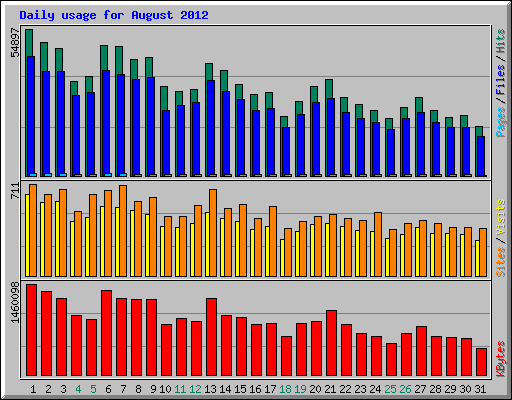 Daily usage for August 2012
54897
Pages/Files/Hits
711
Sites/Visits
1460098
KBytes
1 2 3 4 5 6 7 8 9 10 11 12 13 14 15 16 17 18 19 20 21 22 23 24 25 26 27 28 29 30 31